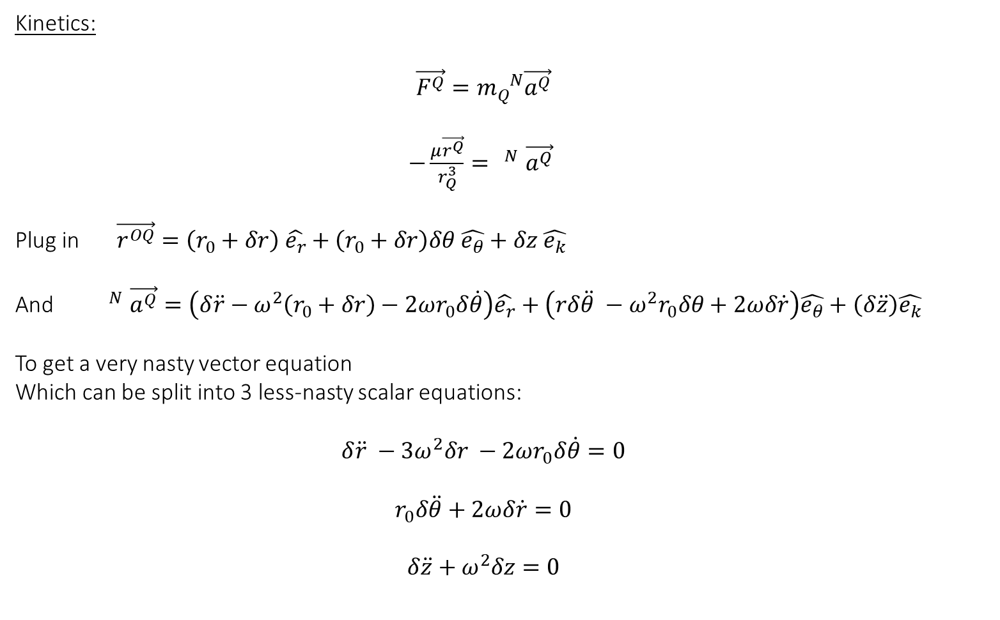 Kinetics:
$\overrightarrow{F^Q} = m_Q {}^N\overrightarrow{a^Q}$
$-\frac{\mu \overrightarrow{r^Q}}{r_Q^3} = {}^N\overrightarrow{a^Q}$
Plug in $\overrightarrow{r^{OQ}} = (r_0 + \delta r)\,\widehat{e_r} + (r_0 + \delta r)\delta\theta\,\widehat{e_\theta} + \delta z\,\widehat{e_k}$
And ${}^N\overrightarrow{a^Q} = (\delta\ddot{r} - \omega^2(r_0 + \delta r) - 2\omega r_0\delta\dot{\theta})\widehat{e_r} + (r\delta\ddot{\theta} - \omega^2 r_0\delta\theta + 2\omega\delta\dot{r})\widehat{e_\theta} + (\delta\ddot{z})\widehat{e_k}$
To get a very nasty vector equation
Which can be split into 3 less-nasty scalar equations:
$\delta\ddot{r} - 3\omega^2\delta r - 2\omega r_0\delta\dot{\theta} = 0$
$r_0\delta\ddot{\theta} + 2\omega\delta\dot{r} = 0$
$\delta\ddot{z} + \omega^2\delta z = 0$